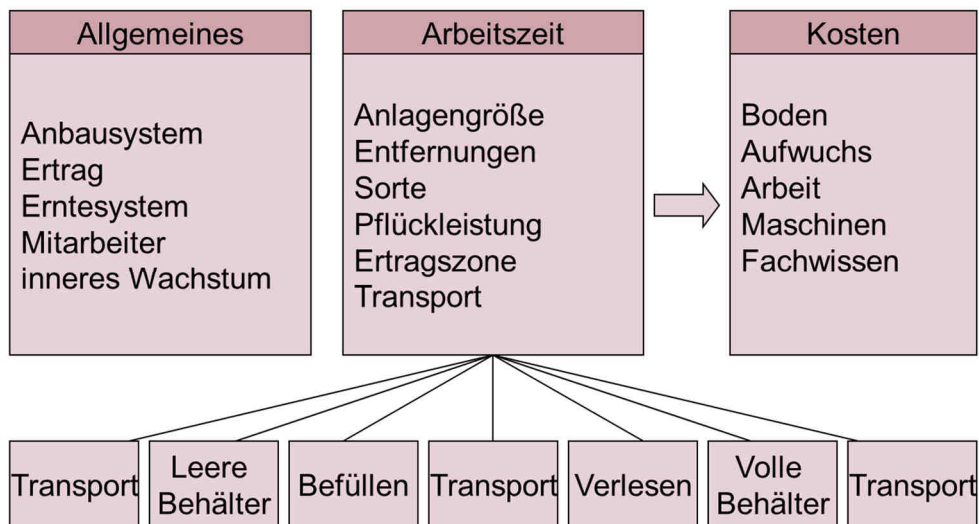 Allgemeines
Anbausystem
Ertrag
Erntesystem
Mitarbeiter
inneres Wachstum
Arbeitszeit
Anlagengröße
Entfernungen
Sorte
Pflückleistung
Ertragszone
Transport
Kosten
Boden
Aufwuchs
Arbeit
Maschinen
Fachwissen
Transport
Leere
Behälter
Befüllen
Transport
Verlesen
Volle
Behälter
Transport